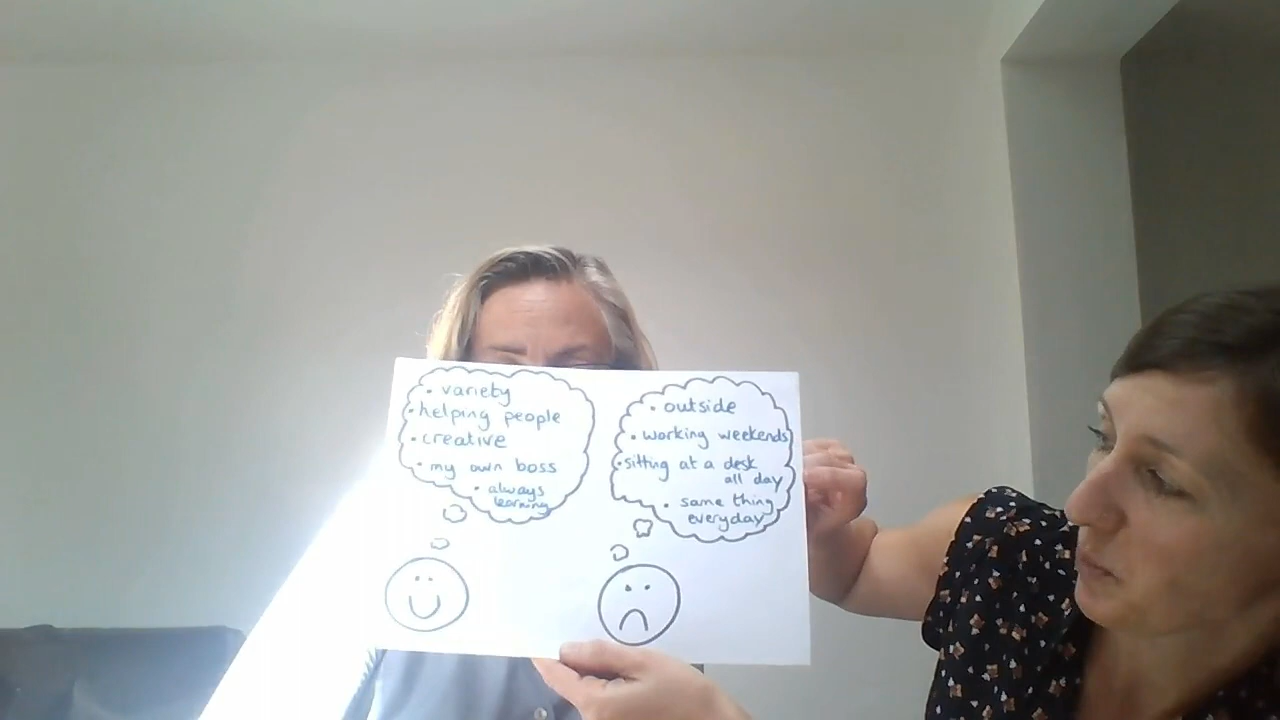 • variety
• helping people
• creative
• my own boss
• always
learning
• outside
• working weekends
• sitting at a desk
all day
• same thing
everyday